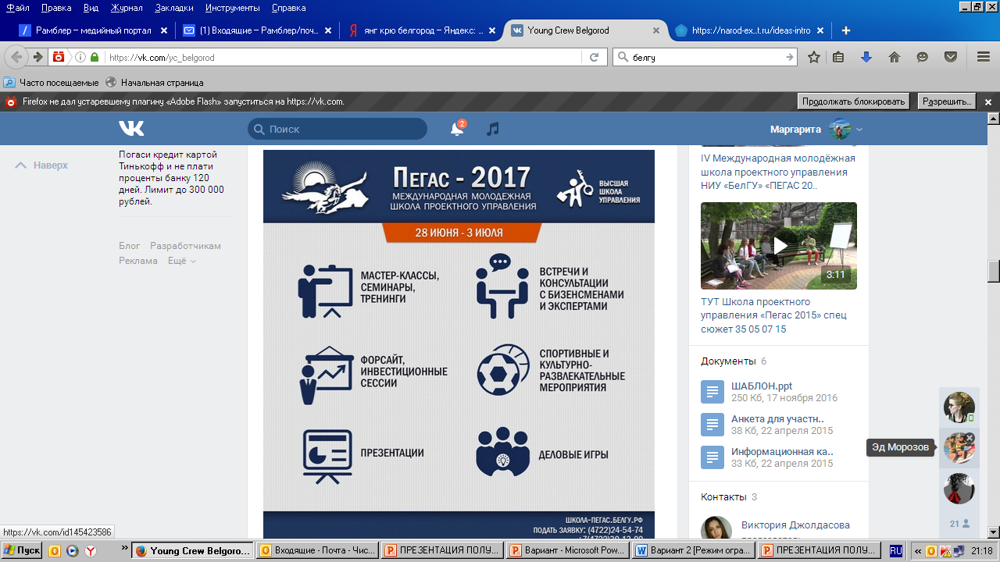 Файл Правка Вид Журнал Закладки Инструменты Справка
Рамблер – медийный портал
(1) Входящие – Рамблер/поч...
янг крю белгород – Яндекс: ...
Young Crew Belgorod
https://narod-ex...t.ru/ideas-intro
https://vk.com/yc_belgorod
белгу
Часто посещаемые
Начальная страница
Firefox не дал устаревшему плагину «Adobe Flash» запуститься на https://vk.com.
Продолжать блокировать
Разрешить...
Поиск
2
Маргарита
Наверх
Погаси кредит картой
Тинькофф и не плати
проценты банку 120
дней. Лимит до 300 000
рублей.
Блог Разработчикам
Реклама Ещё
ПЕГАС - 2017
МЕЖДУНАРОДНАЯ МОЛОДЕЖНАЯ
ШКОЛА ПРОЕКТНОГО УПРАВЛЕНИЯ
ВЫСШАЯ
ШКОЛА
УПРАВЛЕНИЯ
28 ИЮНЯ - 3 ИЮЛЯ
МАСТЕР-КЛАССЫ,
СЕМИНАРЫ,
ТРЕНИНГИ
ВСТРЕЧИ И
КОНСУЛЬТАЦИИ
С БИЗЕНСМЕНАМИ
И ЭКСПЕРТАМИ
ФОРСАЙТ,
ИНВЕСТИЦИОННЫЕ
СЕССИИ
СПОРТИВНЫЕ И
КУЛЬТУРНО-
РАЗВЛЕКАТЕЛЬНЫЕ
МЕРОПРИЯТИЯ
ПРЕЗЕНТАЦИИ
ДЕЛОВЫЕ ИГРЫ
ШКОЛА-ПЕГАС.БЕЛГУ.РФ
ПОДАТЬ ЗАЯВКУ: (4722)24-54-74
IV Международная молодёжная
школа проектного управления
НИУ «БелГУ» «ПЕГАС 20..
3:11
ТУТ Школа проектного
управления «Пегас 2015» спец
сюжет 35 05 07 15
Документы 6
ШАБЛОН.ppt
250 Кб, 17 ноября 2016
Анкета для участн..
38 Кб, 22 апреля 2015
Информационная ка..
33 Кб, 22 апреля 2015
Контакты 3
Виктория Джолдасова
Эд Морозов
21
https://vk.com/id145423586
Пуск
Young Crew Belgoro...
Входящие - Почта - Чис...
ПРЕЗЕНТАЦИЯ ПОЛУ...
Вариант - Microsoft Pow...
Вариант 2 [Режим огра...
ПРЕЗЕНТАЦИЯ ПОЛУ...
RU
21:18